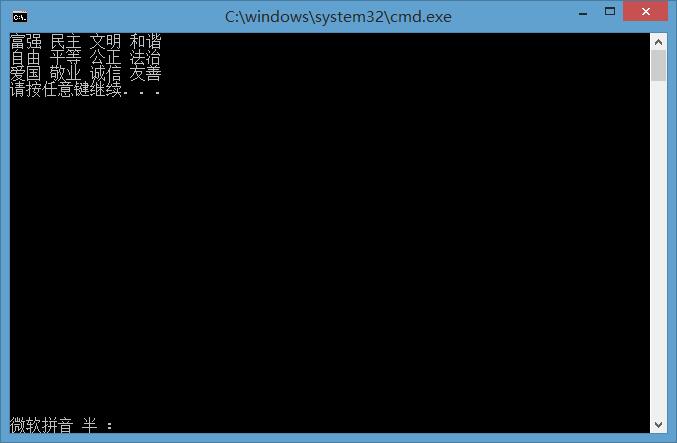 C:\windows\system32\cmd.exe
富强 民主 文明 和谐
自由 平等 公正 法治
爱国 敬业 诚信 友善
请按任意键继续. . .
微软拼音 半 :